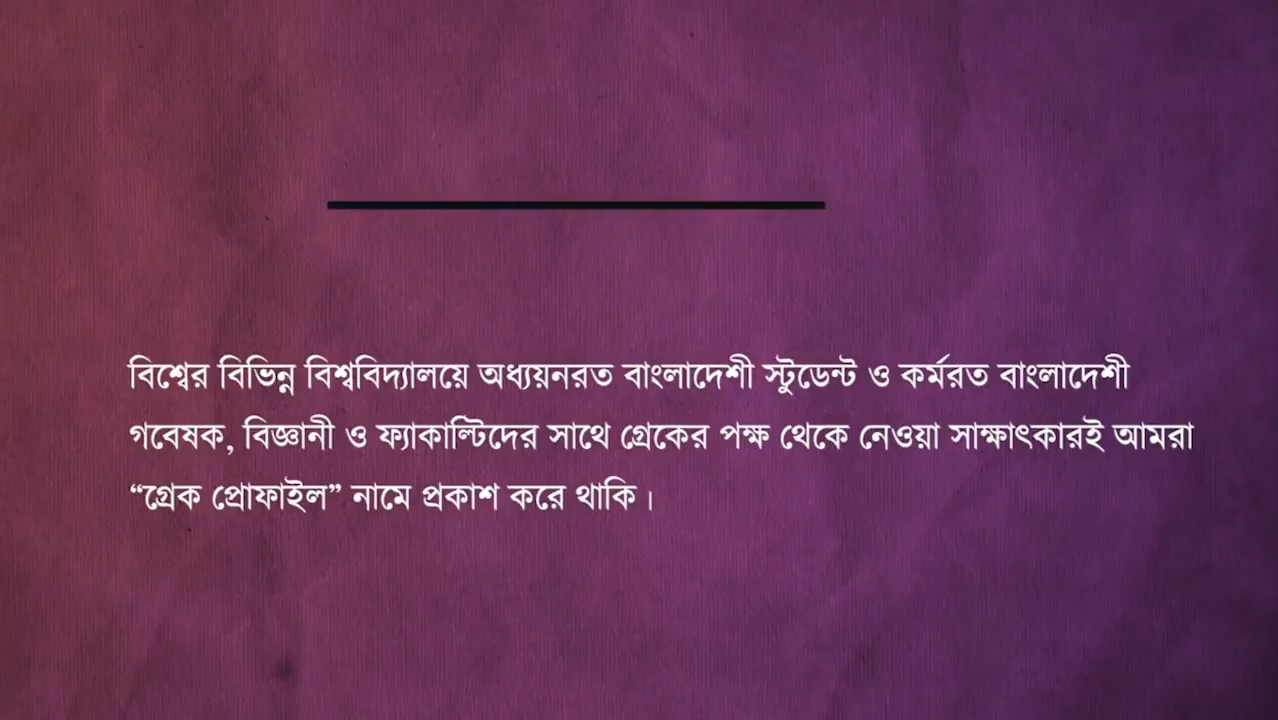 বিশ্বের বিভিন্ন বিশ্ববিদ্যালয়ে অধ্যয়নরত বাংলাদেশী স্টুডেন্ট ও কর্মরত বাংলাদেশী
গবেষক, বিজ্ঞানী ও ফ্যাকাল্টিদের সাথে গ্রেকের পক্ষ থেকে নেওয়া সাক্ষাৎকারই আমরা
“গ্রেক প্রোফাইল” নামে প্রকাশ করে থাকি।